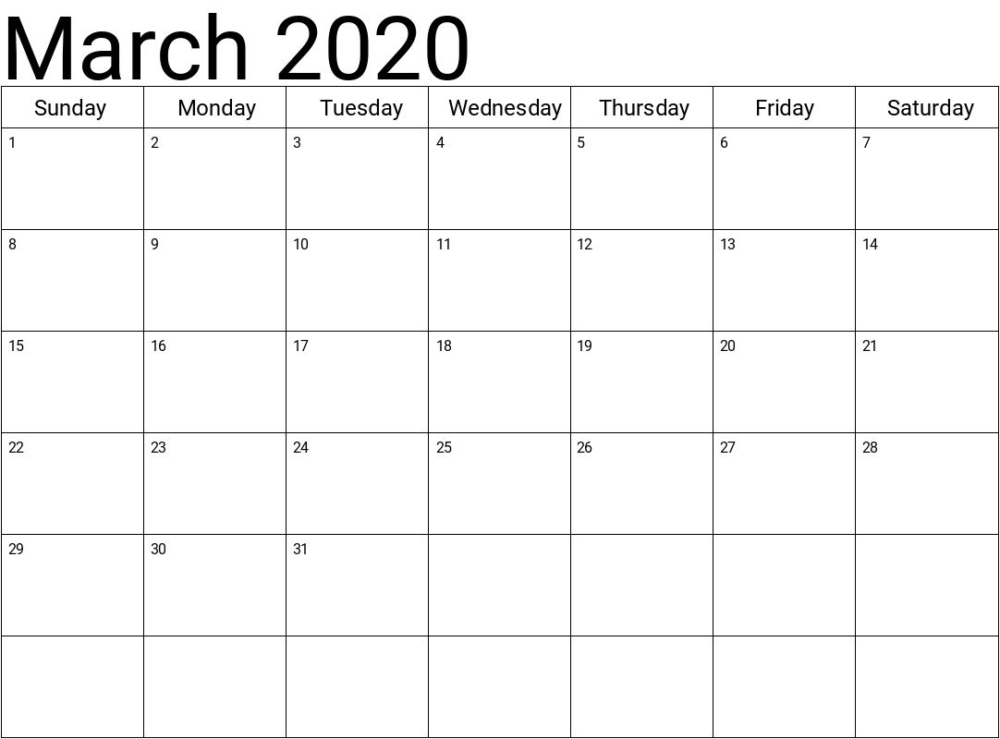 March 2020
Sunday Monday Tuesday Wednesday Thursday Friday Saturday
1 2 3 4 5 6 7
8 9 10 11 12 13 14
15 16 17 18 19 20 21
22 23 24 25 26 27 28
29 30 31